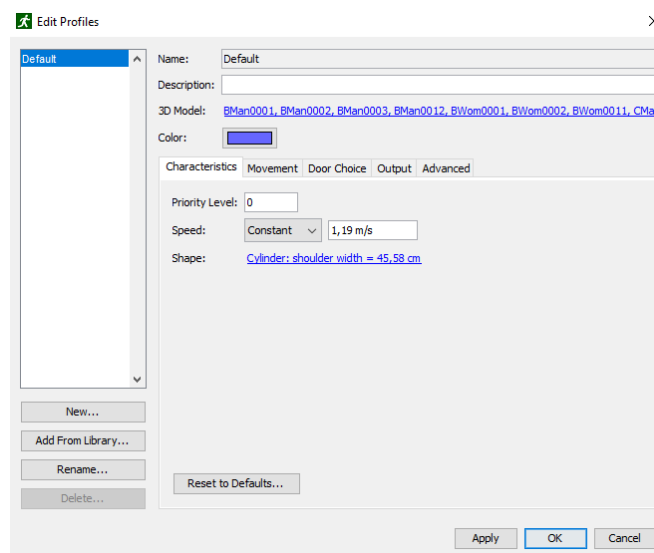 Edit Profiles
Default
Name: Default
Description:
3D Model: BMan0001, BMan0002, BMan0003, BMan0012, BWom0001, BWom0002, BWom0011, CMa
Color:
Characteristics Movement Door Choice Output Advanced
Priority Level: 0
Speed: Constant 1,19 m/s
Shape: Cylinder: shoulder width = 45,58 cm
New...
Add From Library...
Rename...
Delete...
Reset to Defaults...
Apply OK Cancel